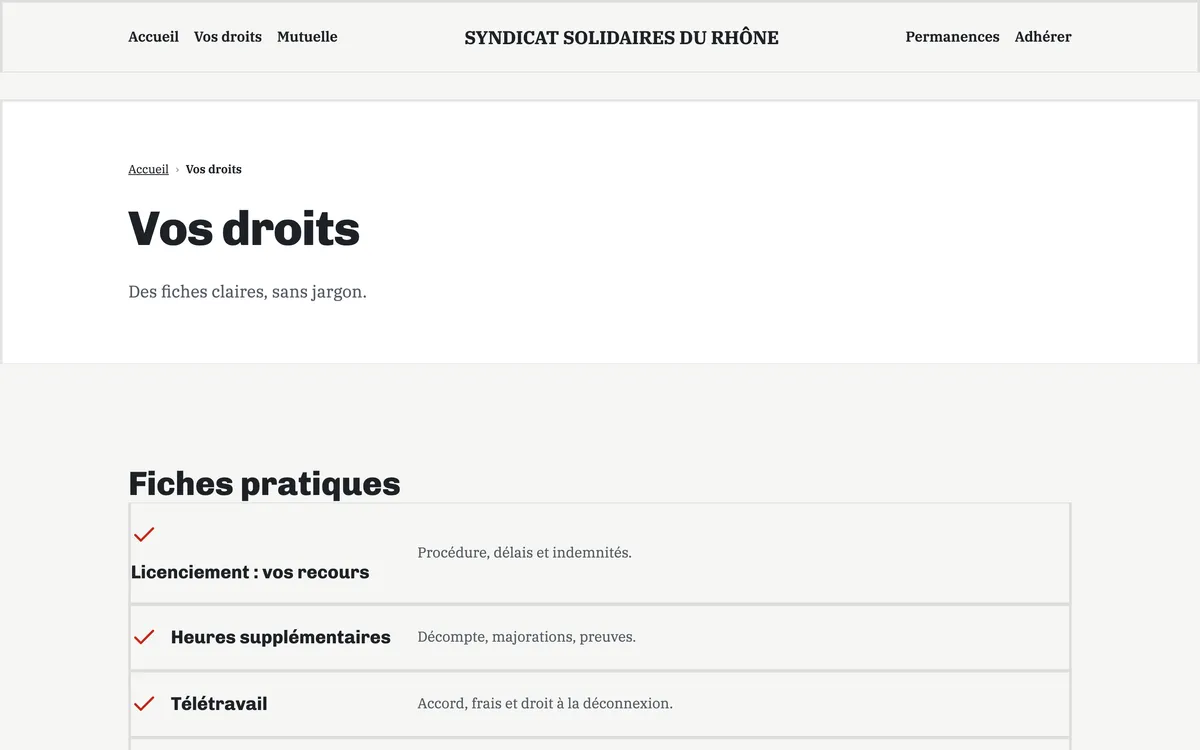 Accueil Vos droits Mutuelle SYNDICAT SOLIDAIRES DU RHÔNE Permanences Adhérer
Accueil › Vos droits
Vos droits
Des fiches claires, sans jargon.
Fiches pratiques
Licenciement : vos recours
Procédure, délais et indemnités.
Heures supplémentaires
Décompte, majorations, preuves.
Télétravail
Accord, frais et droit à la déconnexion.